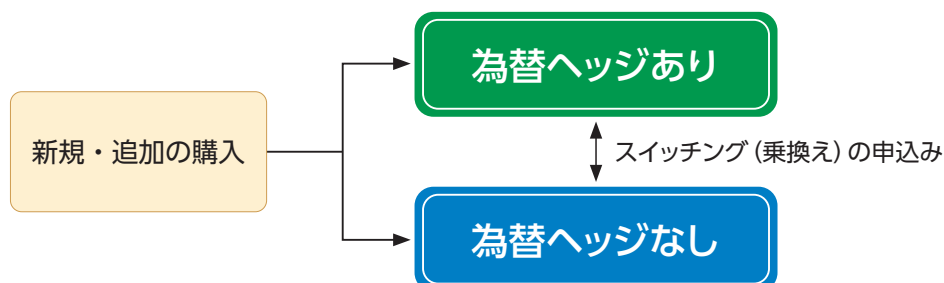 為替ヘッジあり
新規・追加の購入
スイッチング（乗換え）の申込み
為替ヘッジなし